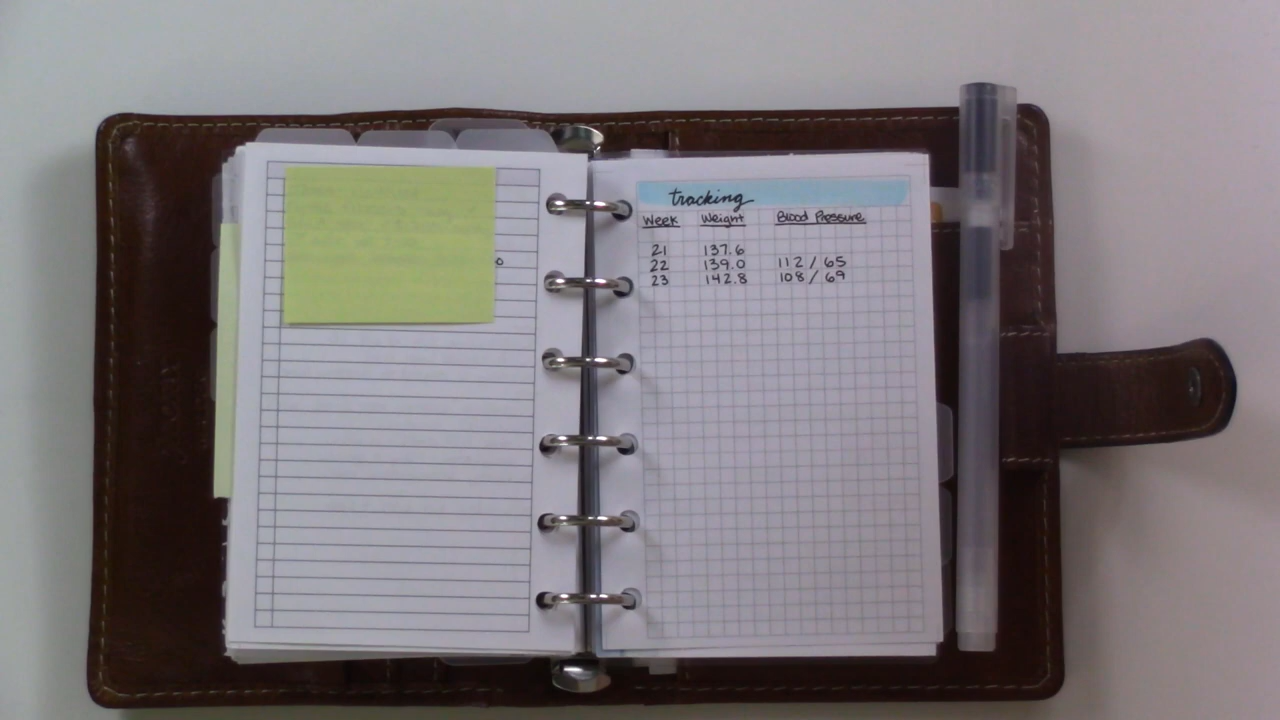 tracking
Week Weight Blood Pressure
21 137.6
22 139.0 112 / 65
23 142.8 108 / 69